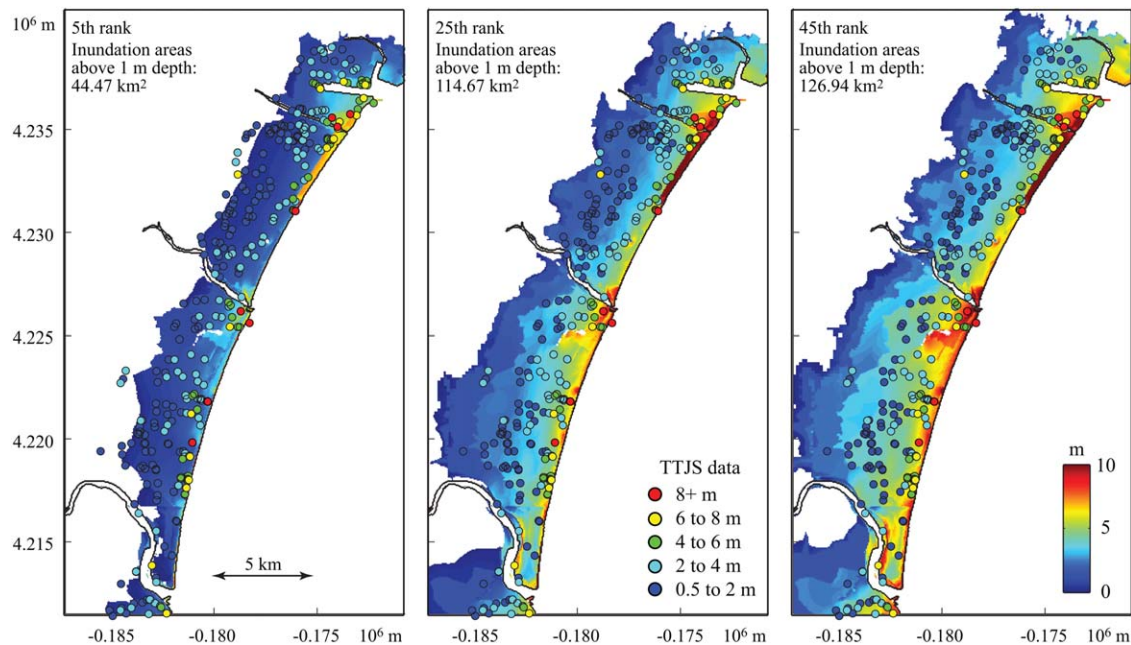 10⁶ m
5th rank
Inundation areas
above 1 m depth:
44.47 km²
25th rank
Inundation areas
above 1 m depth:
114.67 km²
45th rank
Inundation areas
above 1 m depth:
126.94 km²
4.235
4.230
4.225
4.220
4.215
5 km
TTJS data
8+ m
6 to 8 m
4 to 6 m
2 to 4 m
0.5 to 2 m
m
10
5
0
-0.185 -0.180 -0.175 10⁶ m
-0.185 -0.180 -0.175 10⁶ m
-0.185 -0.180 -0.175 10⁶ m